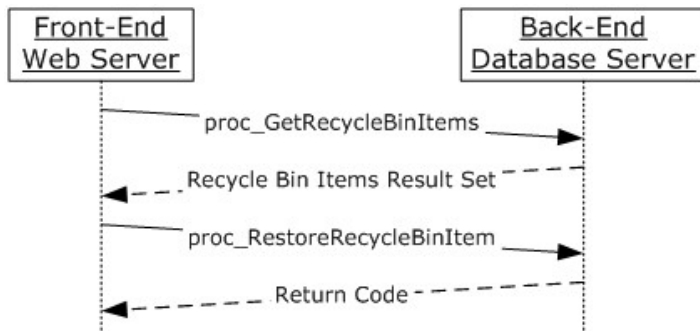 Front-End
Web Server
Back-End
Database Server
proc_GetRecycleBinItems
Recycle Bin Items Result Set
proc_RestoreRecycleBinItem
Return Code